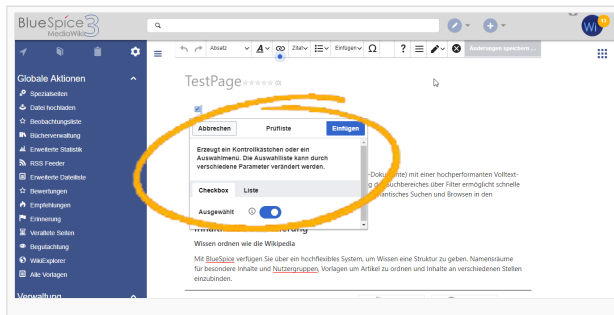 BlueSpice3
MediaWiki
Wi
Absatz
A
Zitat
Einfügen
Ω
?
Änderungen speichern ...
Globale Aktionen
Spezialseiten
Datei hochladen
Beobachtungsliste
Bücherverwaltung
Erweiterte Statistik
RSS Feeder
Erweiterte Dateiliste
Bewertungen
Empfehlungen
Erinnerung
Veraltete Seiten
Begutachtung
WikiExplorer
Alle Vorlagen
Verwaltung
TestPage
(0)
Abbrechen
Prüfliste
Einfügen
Erzeugt ein Kontrollkästchen oder ein
Auswahlmenü. Die Auswahlliste kann durch
verschiedene Parameter verändert werden.
Checkbox
Liste
Ausgewählt
mit einer hochperformanten Volltext-
Suchbereiches über Filter ermöglicht schnelle
antisches Suchen und Browsen in den
Wissen ordnen wie die Wikipedia
Mit BlueSpice verfügen Sie über ein hochflexibles System, um Wissen eine Struktur zu geben. Namensräume
für besondere Inhalte und Nutzergruppen, Vorlagen um Artikel zu ordnen und Inhalte an verschiedenen Stellen
einzubinden.